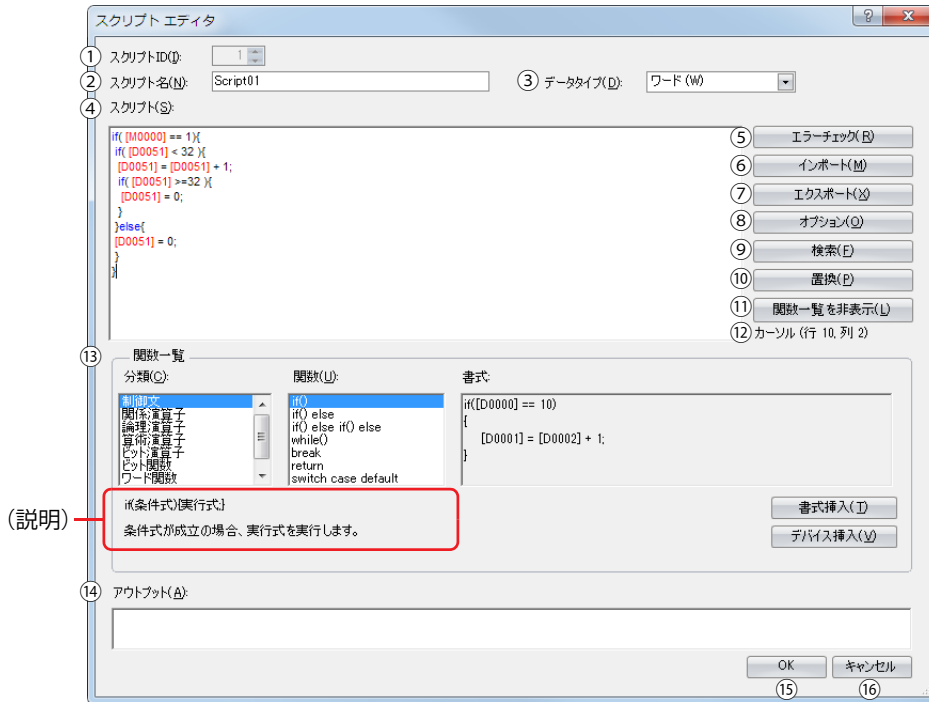 スクリプト エディタ
① スクリプトID(I): 1
② スクリプト名(N): Script01 ③ データタイプ(D): ワード (W)
④ スクリプト(S):
if( [M0000] == 1){
if( [D0051] < 32 ){
[D0051] = [D0051] + 1;
if( [D0051] >=32 ){
[D0051] = 0;
}
}else{
[D0051] = 0;
}
}
⑤ エラーチェック(R)
⑥ インポート(M)
⑦ エクスポート(X)
⑧ オプション(O)
⑨ 検索(F)
⑩ 置換(P)
⑪ 関数一覧を非表示(L)
⑫ カーソル (行 10, 列 2)
⑬ 関数一覧
分類(C): 関数(U): 書式:
制御文
関係演算子
論理演算子
算術演算子
ビット演算子
ビット関数
ワード関数
if()
if() else
if() else if() else
while()
break
return
switch case default
if([D0000] == 10)
{
[D0001] = [D0002] + 1;
}
(説明)
if(条件式){実行式;}
条件式が成立の場合、実行式を実行します。
書式挿入(T)
デバイス挿入(V)
⑭ アウトプット(A):
OK キャンセル
⑮ ⑯